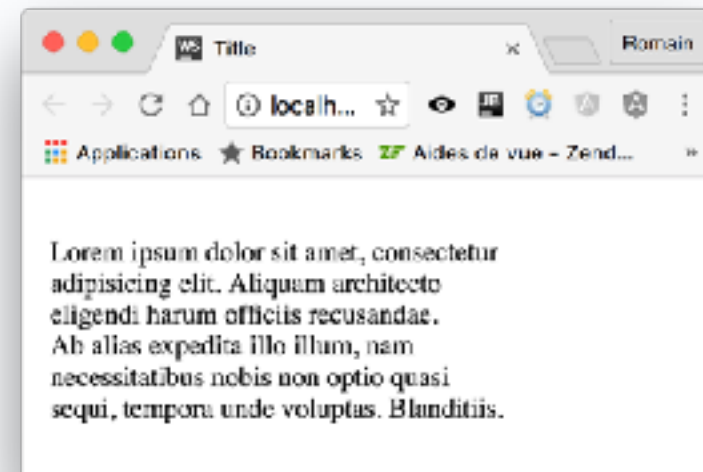 WS Title × Romain
localh...
Applications Bookmarks ZF Aides de vue – Zend... »
Lorem ipsum dolor sit amet, consectetur
adipisicing elit. Aliquam architecto
eligendi harum officiis recusandae.
Ab alias expedita illo illum, nam
necessitatibus nobis non optio quasi
sequi, tempora unde voluptas. Blanditiis.